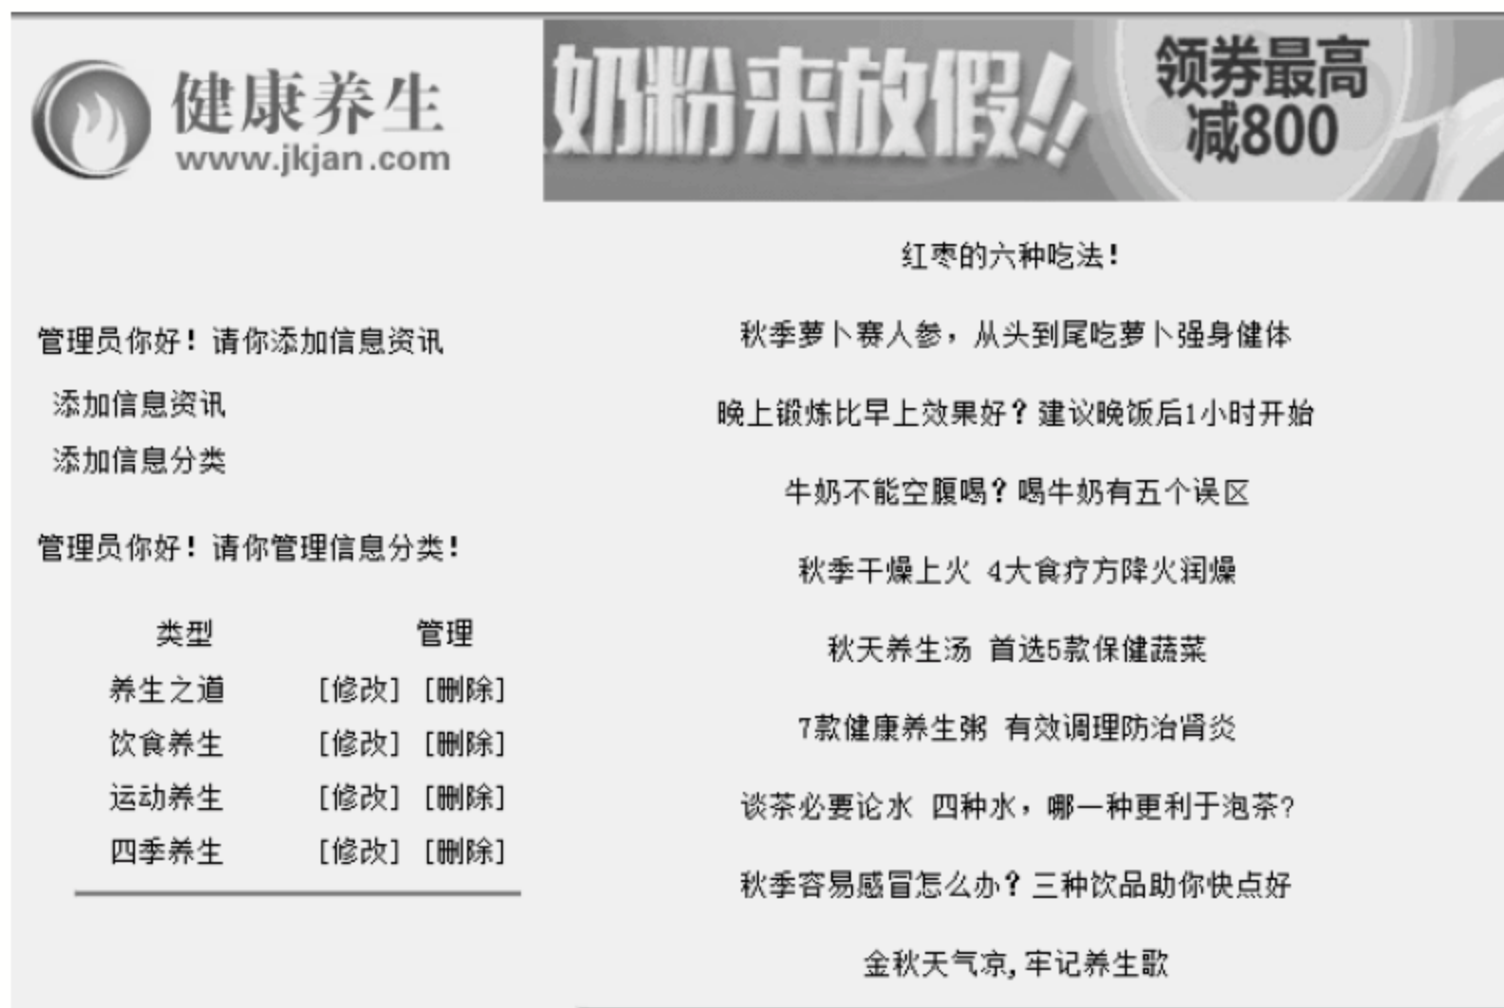 健康养生
www.jkjan.com
奶粉来放假!!
领券最高
减800
管理员你好！请你添加信息资讯
添加信息资讯
添加信息分类
管理员你好！请你管理信息分类！
类型 管理
养生之道 [修改] [删除]
饮食养生 [修改] [删除]
运动养生 [修改] [删除]
四季养生 [修改] [删除]
红枣的六种吃法！
秋季萝卜赛人参，从头到尾吃萝卜强身健体
晚上锻炼比早上效果好？建议晚饭后1小时开始
牛奶不能空腹喝？喝牛奶有五个误区
秋季干燥上火 4大食疗方降火润燥
秋天养生汤 首选5款保健蔬菜
7款健康养生粥 有效调理防治肾炎
谈茶必要论水 四种水，哪一种更利于泡茶?
秋季容易感冒怎么办？三种饮品助你快点好
金秋天气凉,牢记养生歌